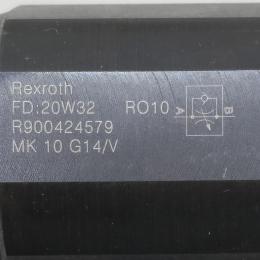 Rexroth
FD:20W32 RO10 A B
R900424579
MK 10 G14/V